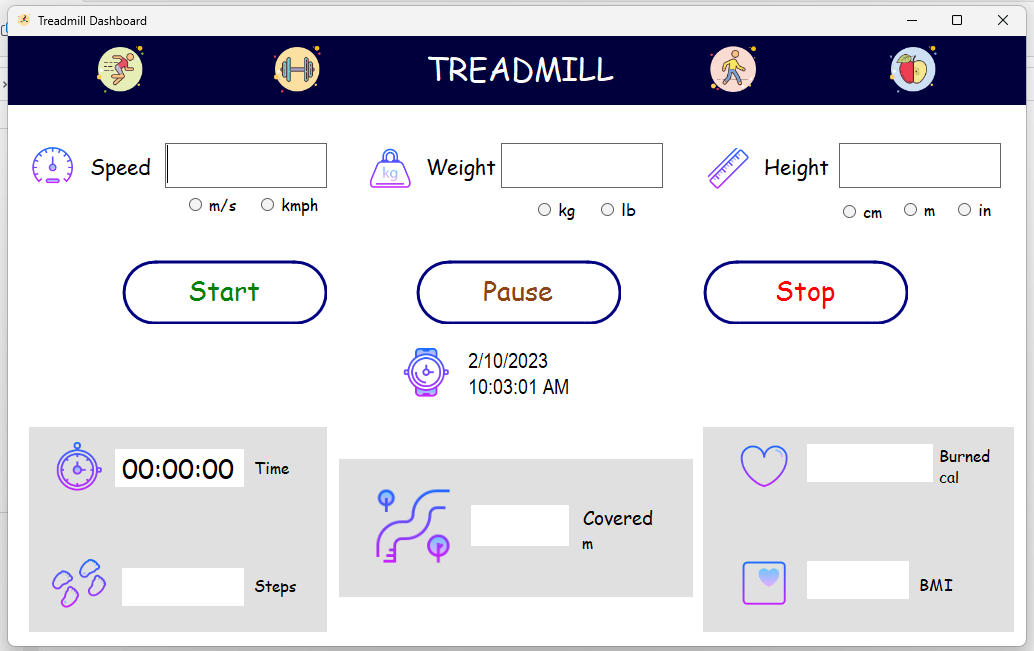 Treadmill Dashboard
TREADMILL
Speed
m/s kmph
Weight
kg
kg lb
Height
cm m in
Start
Pause
Stop
2/10/2023
10:03:01 AM
00:00:00 Time
Steps
Covered
m
Burned
cal
BMI